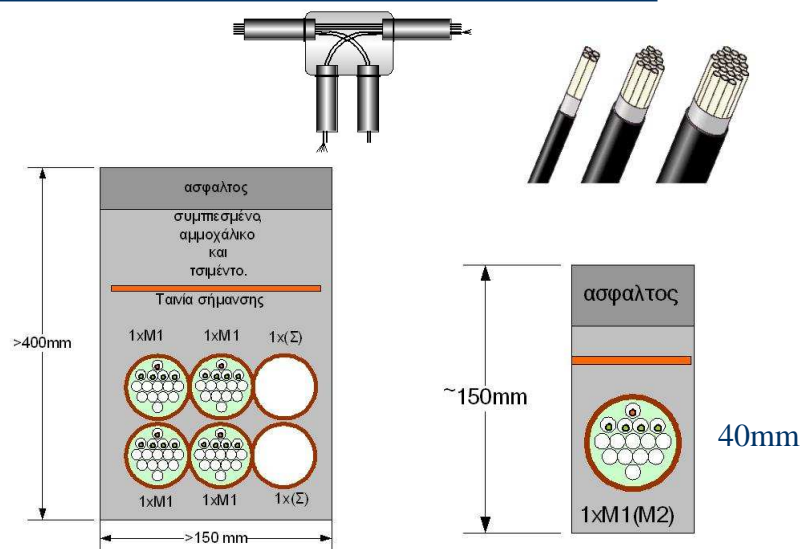 ασφαλτος
συμπιεσμένο,
αμμοχάλικο
και
τσιμέντο.
Ταινία σήμανσης
1xM1 1xM1 1x(Σ)
>400mm
1xM1 1xM1 1x(Σ)
>150 mm
ασφαλτος
~150mm
40mm
1xM1(M2)